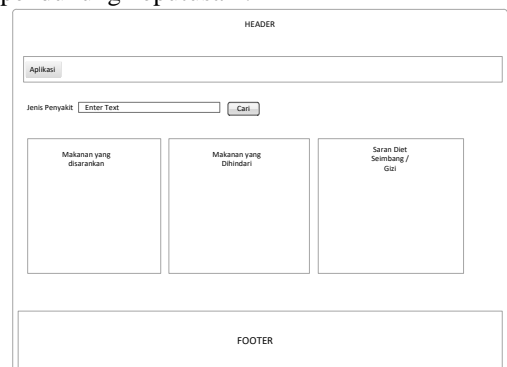 HEADER
Aplikasi
Jenis Penyakit Enter Text Cari
Makanan yang
disarankan
Makanan yang
Dihindari
Saran Diet
Seimbang /
Gizi
FOOTER